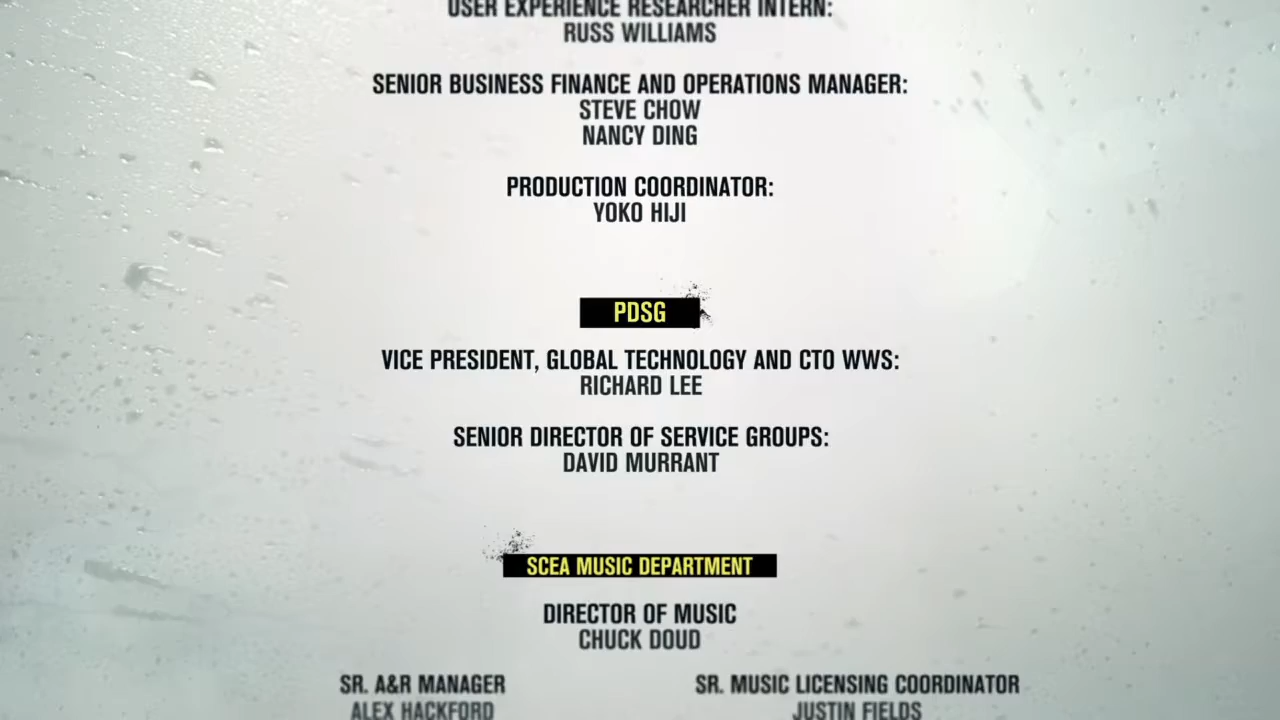 USER EXPERIENCE RESEARCHER INTERN:
RUSS WILLIAMS
SENIOR BUSINESS FINANCE AND OPERATIONS MANAGER:
STEVE CHOW
NANCY DING
PRODUCTION COORDINATOR:
YOKO HIJI
PDSG
VICE PRESIDENT, GLOBAL TECHNOLOGY AND CTO WWS:
RICHARD LEE
SENIOR DIRECTOR OF SERVICE GROUPS:
DAVID MURRANT
SCEA MUSIC DEPARTMENT
DIRECTOR OF MUSIC
CHUCK DOUD
SR. A&R MANAGER
ALEX HACKFORD
SR. MUSIC LICENSING COORDINATOR
JUSTIN FIELDS